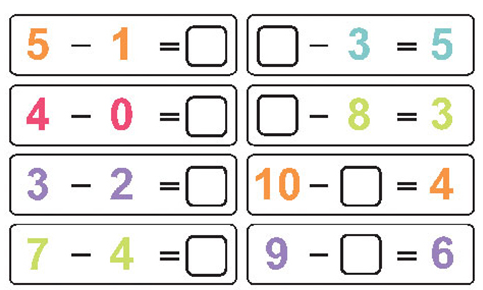 5 − 1 = □
□ − 3 = 5
4 − 0 = □
□ − 8 = 3
3 − 2 = □
10 − □ = 4
7 − 4 = □
9 − □ = 6